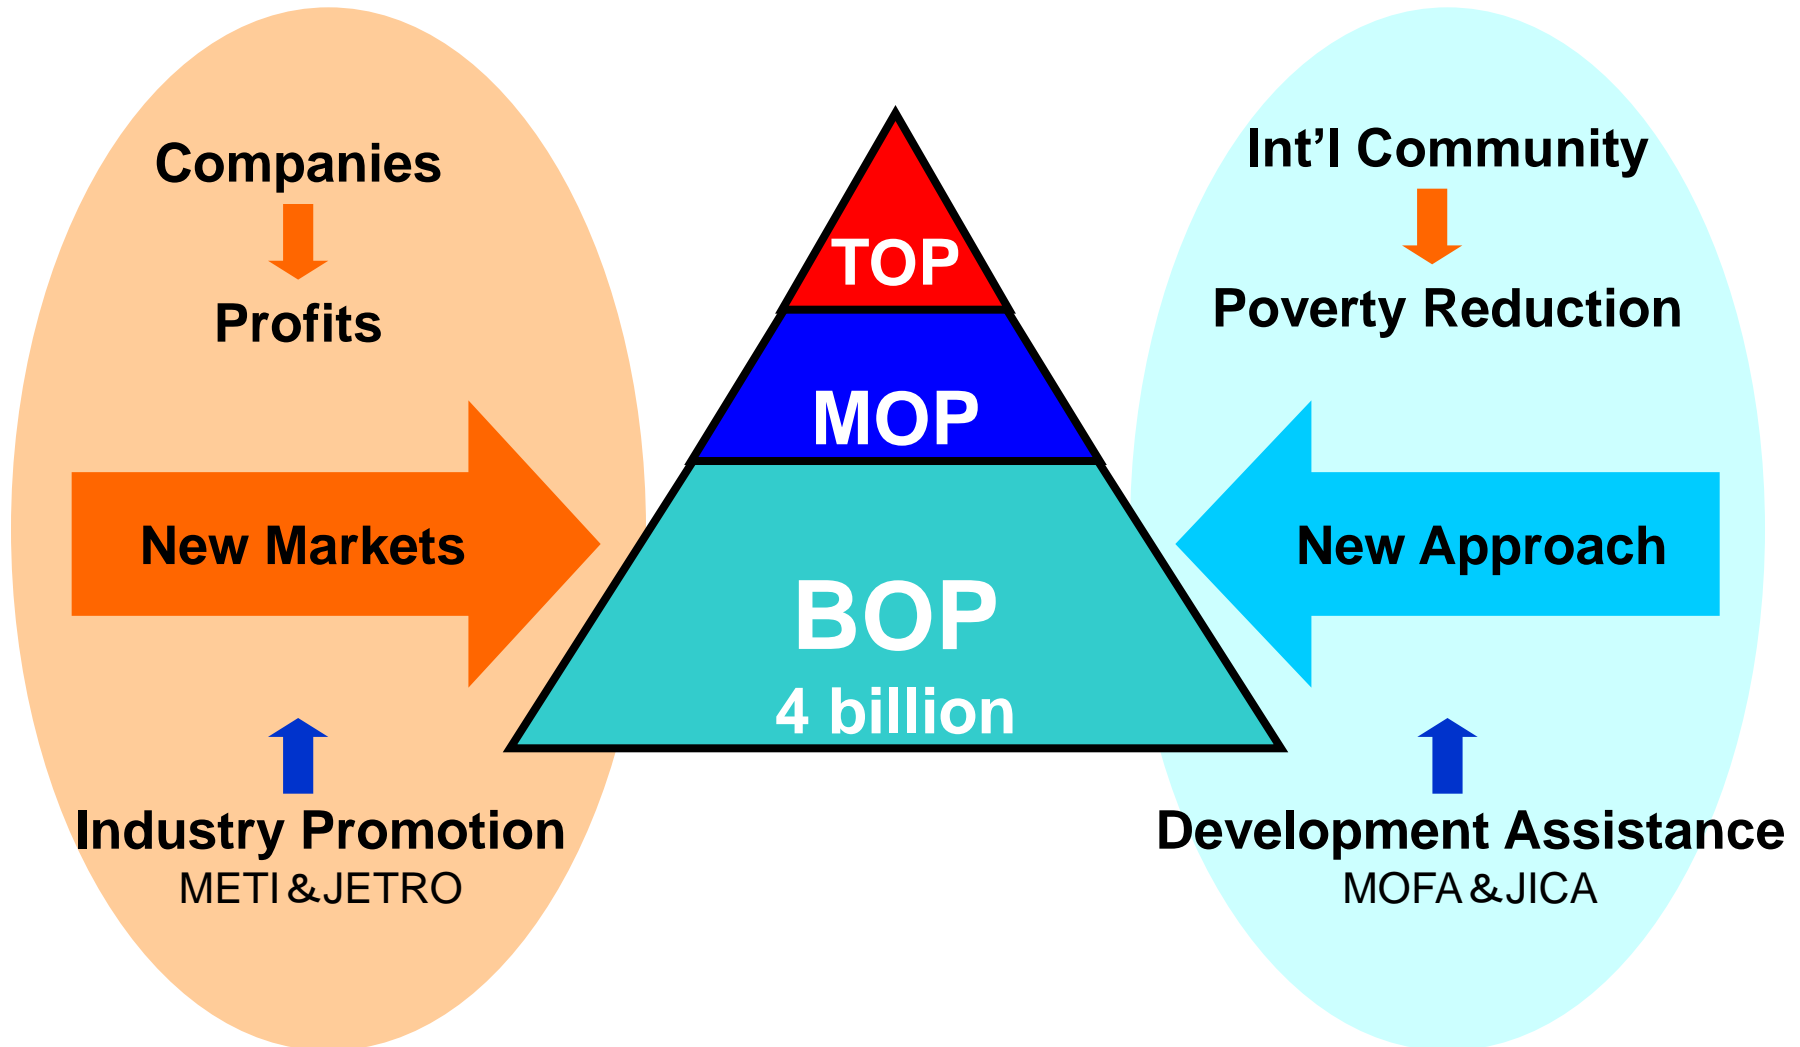 Companies
Profits
New Markets
Industry Promotion
METI & JETRO
TOP
MOP
BOP
4 billion
Int’l Community
Poverty Reduction
New Approach
Development Assistance
MOFA & JICA